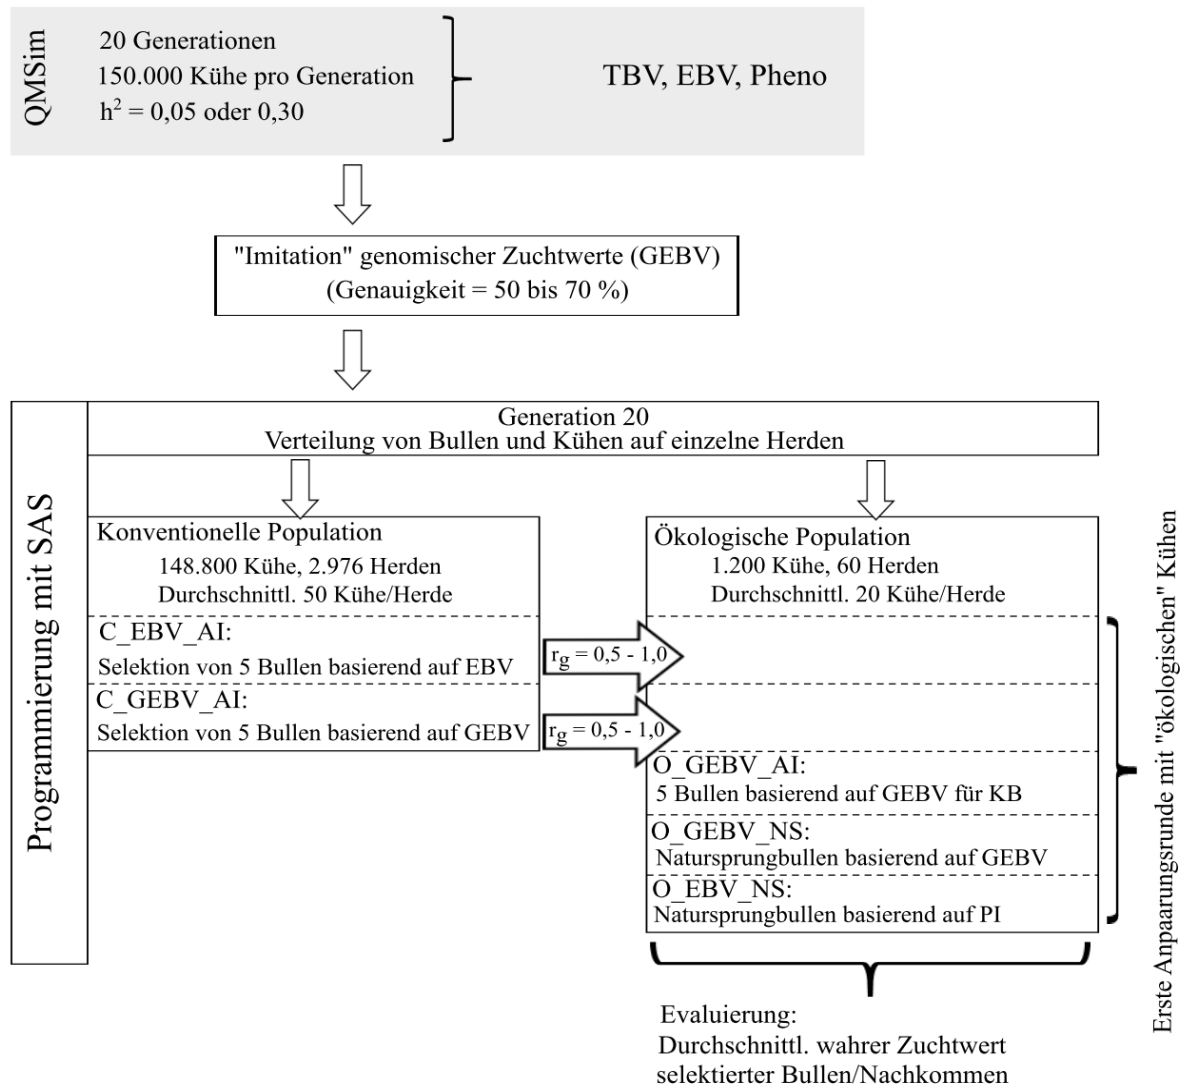 QMSim
20 Generationen
150.000 Kühe pro Generation
h² = 0,05 oder 0,30
TBV, EBV, Pheno
"Imitation" genomischer Zuchtwerte (GEBV)
(Genauigkeit = 50 bis 70 %)
Programmierung mit SAS
Generation 20
Verteilung von Bullen und Kühen auf einzelne Herden
Konventionelle Population
148.800 Kühe, 2.976 Herden
Durchschnittl. 50 Kühe/Herde
C_EBV_AI:
Selektion von 5 Bullen basierend auf EBV
C_GEBV_AI:
Selektion von 5 Bullen basierend auf GEBV
rg = 0,5 - 1,0
rg = 0,5 - 1,0
Ökologische Population
1.200 Kühe, 60 Herden
Durchschnittl. 20 Kühe/Herde
O_GEBV_AI:
5 Bullen basierend auf GEBV für KB
O_GEBV_NS:
Natursprungbullen basierend auf GEBV
O_EBV_NS:
Natursprungbullen basierend auf PI
Erste Anpaarungsrunde mit "ökologischen" Kühen
Evaluierung:
Durchschnittl. wahrer Zuchtwert
selektierter Bullen/Nachkommen